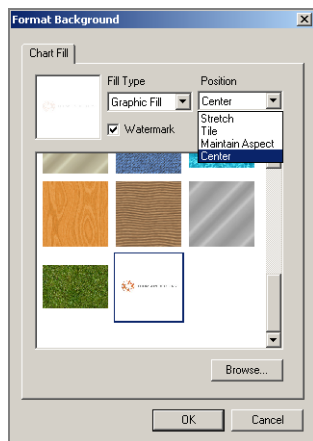 Format Background
Chart Fill
Fill Type
Position
Graphic Fill
Center
Watermark
Stretch
Tile
Maintain Aspect
Center
Browse...
OK
Cancel